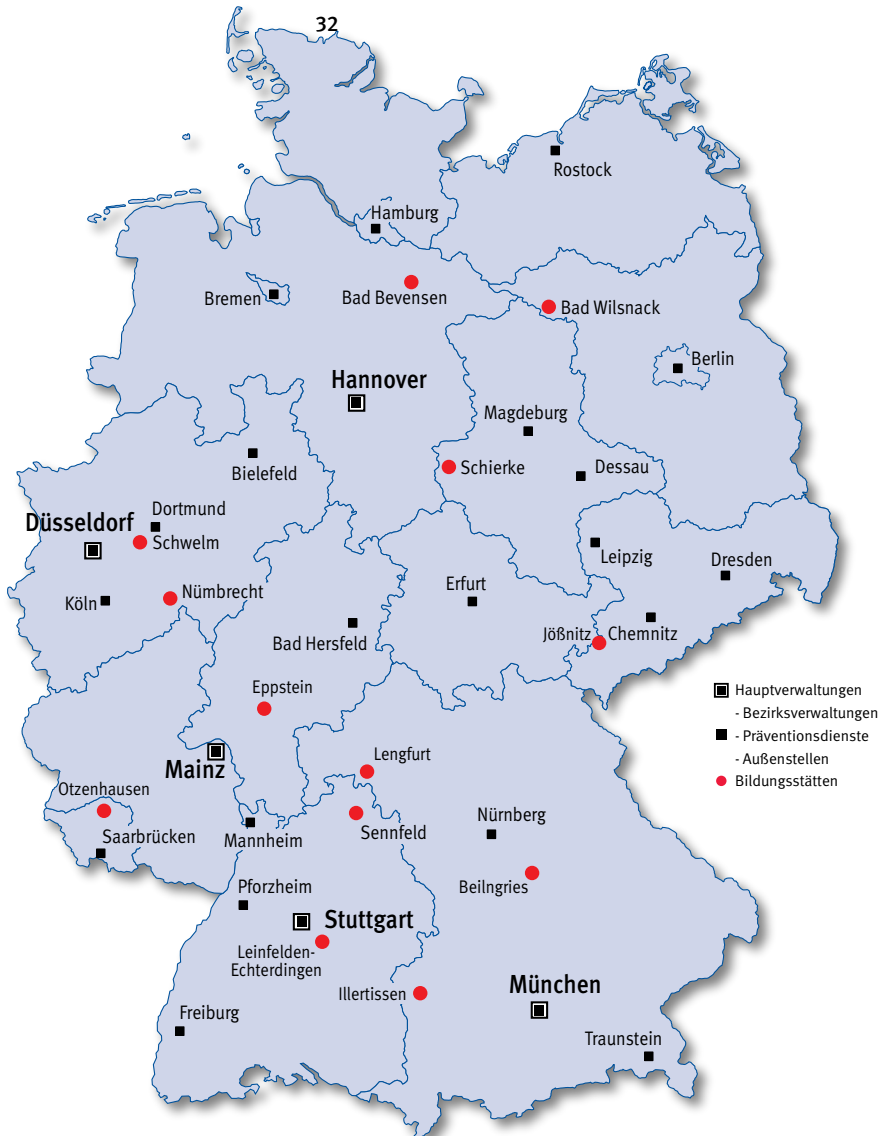 32
Rostock
Hamburg
Bremen
Bad Bevensen
Bad Wilsnack
Berlin
Hannover
Magdeburg
Bielefeld
Schierke
Dessau
Dortmund
Düsseldorf
Schwelm
Leipzig
Dresden
Köln
Nümbrecht
Erfurt
Bad Hersfeld
Jößnitz
Chemnitz
Eppstein
Hauptverwaltungen
- Bezirksverwaltungen
- Präventionsdienste
- Außenstellen
Bildungsstätten
Mainz
Lengfurt
Otzenhausen
Saarbrücken
Mannheim
Sennfeld
Nürnberg
Pforzheim
Beilngries
Stuttgart
Leinfelden-
Echterdingen
Illertissen
München
Freiburg
Traunstein